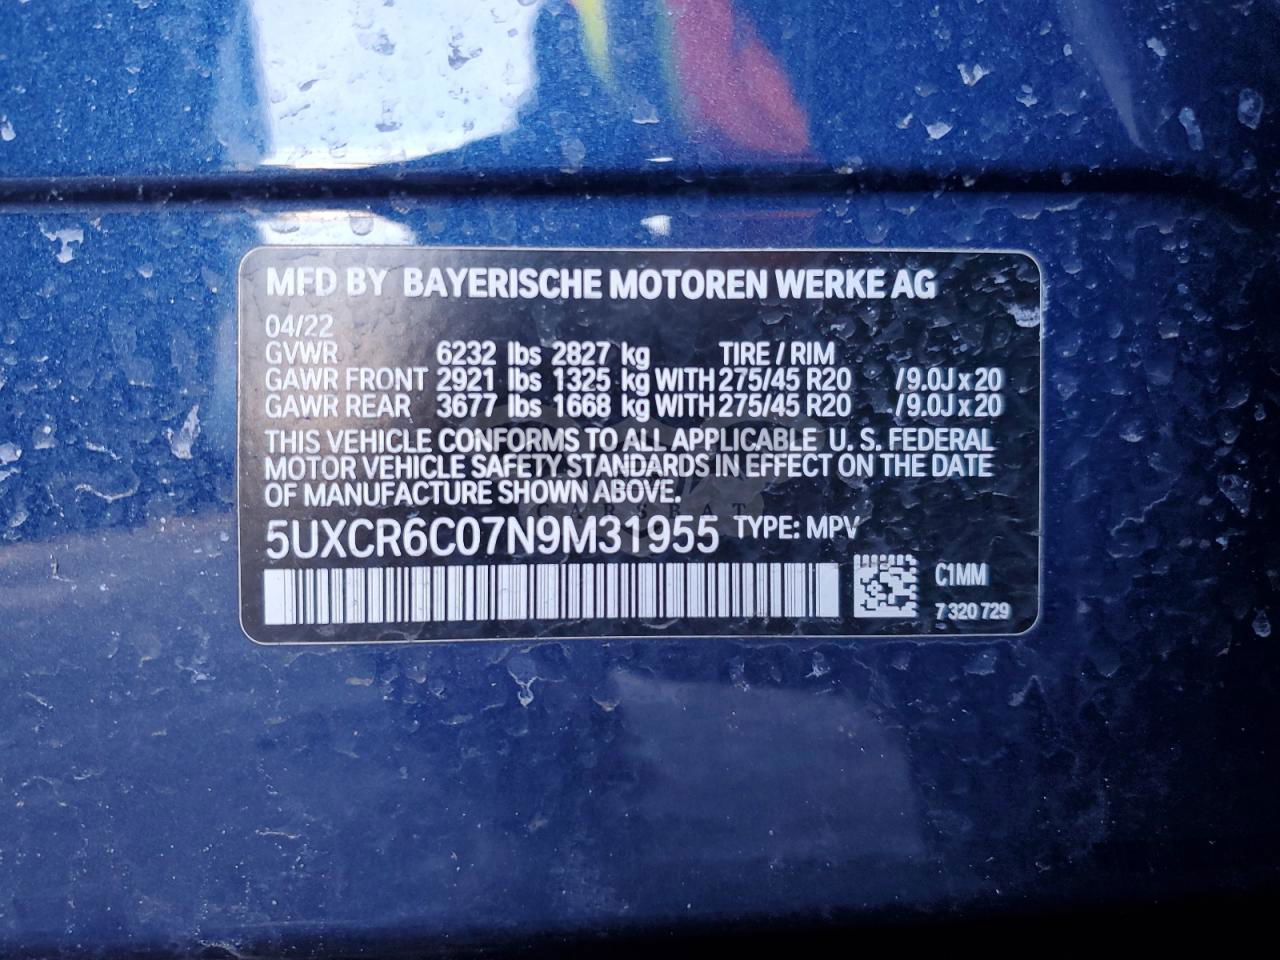 MFD BY BAYERISCHE MOTOREN WERKE AG
04/22
GVWR 6232 lbs 2827 kg TIRE / RIM
GAWR FRONT 2921 lbs 1325 kg WITH 275/45 R20 / 9.0J x 20
GAWR REAR 3677 lbs 1668 kg WITH 275/45 R20 / 9.0J x 20
THIS VEHICLE CONFORMS TO ALL APPLICABLE U. S. FEDERAL
MOTOR VEHICLE SAFETY STANDARDS IN EFFECT ON THE DATE
OF MANUFACTURE SHOWN ABOVE.
5UXCR6C07N9M31955 TYPE: MPV
C1MM
7 320 729